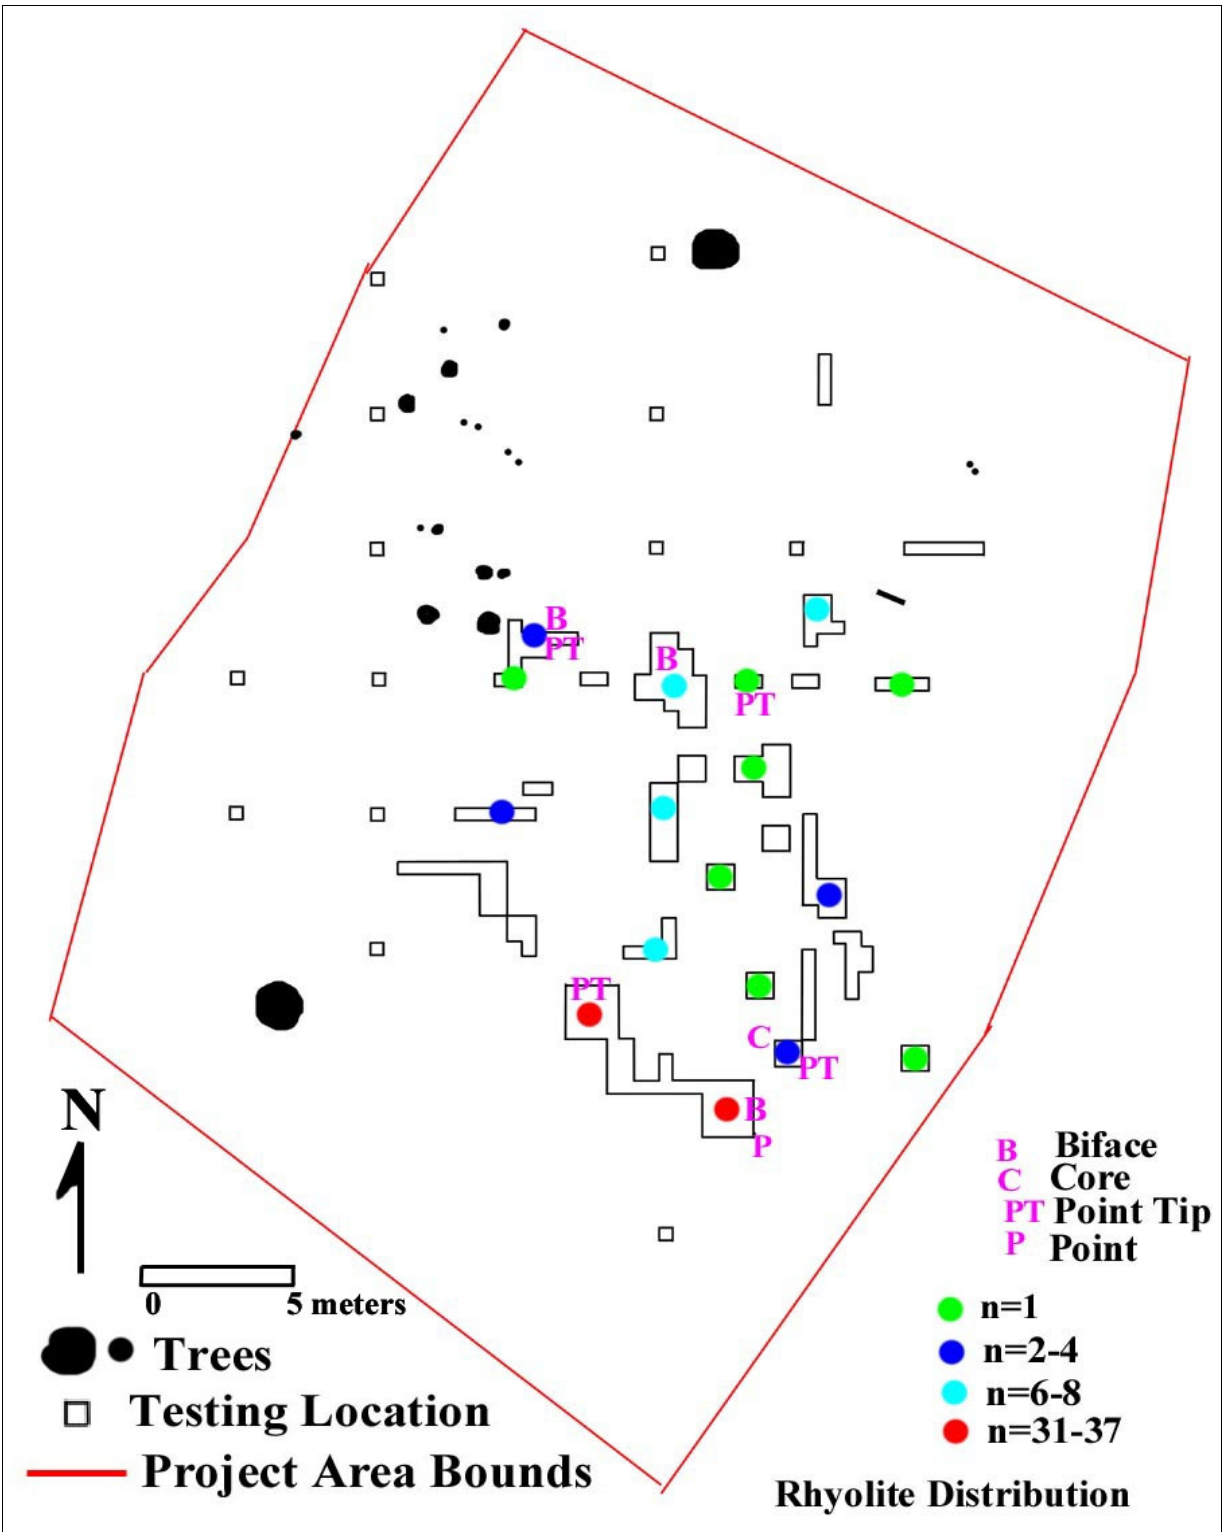 B
PT
B
PT
PT
C
PT
B
P
N
0 5 meters
Trees
Testing Location
Project Area Bounds
B Biface
C Core
PT Point Tip
P Point
n=1
n=2-4
n=6-8
n=31-37
Rhyolite Distribution